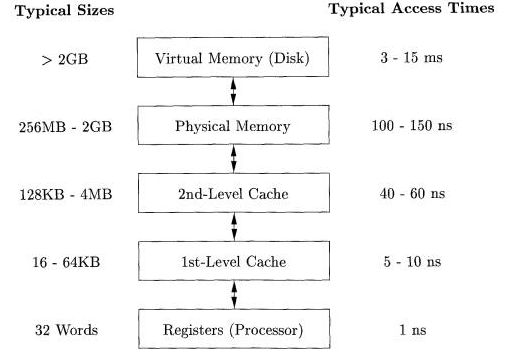 Typical Sizes Typical Access Times
> 2GB Virtual Memory (Disk) 3 - 15 ms
256MB - 2GB Physical Memory 100 - 150 ns
128KB - 4MB 2nd-Level Cache 40 - 60 ns
16 - 64KB 1st-Level Cache 5 - 10 ns
32 Words Registers (Processor) 1 ns